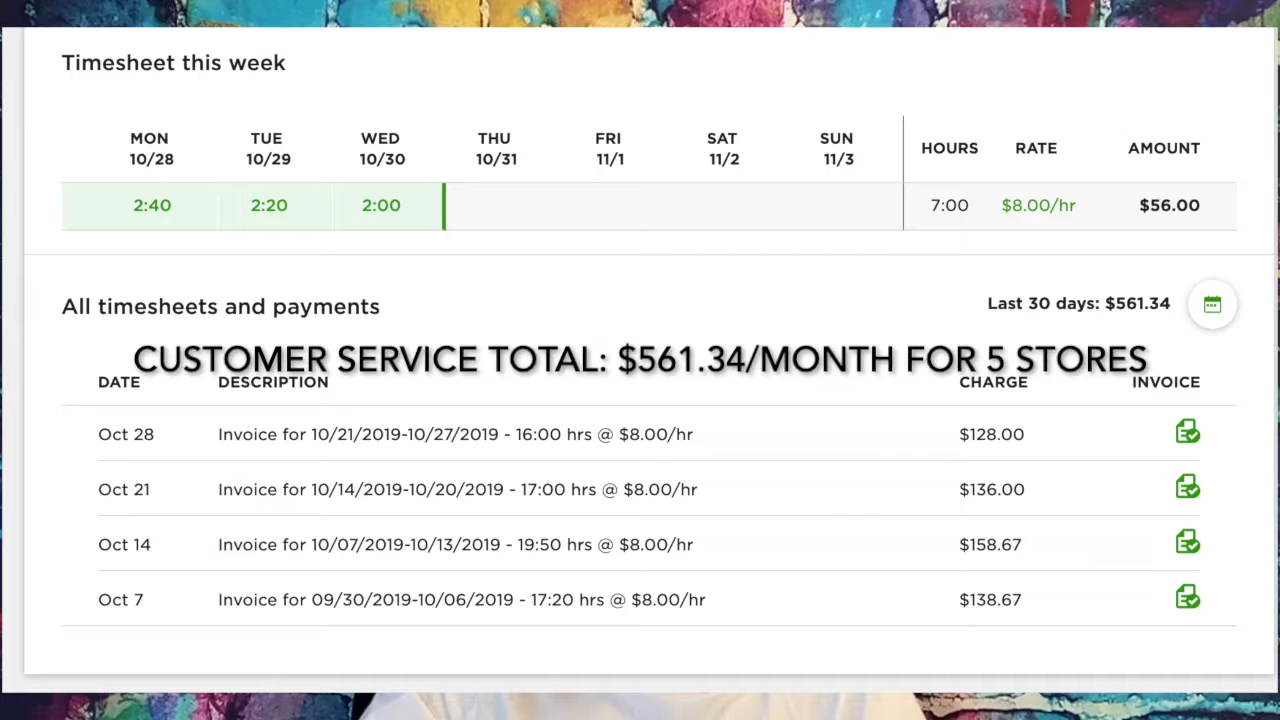 Timesheet this week
MON TUE WED THU FRI SAT SUN
10/28 10/29 10/30 10/31 11/1 11/2 11/3
HOURS RATE AMOUNT
2:40 2:20 2:00 7:00 $8.00/hr $56.00
All timesheets and payments
Last 30 days: $561.34
CUSTOMER SERVICE TOTAL: $561.34/MONTH FOR 5 STORES
DATE DESCRIPTION CHARGE INVOICE
Oct 28 Invoice for 10/21/2019-10/27/2019 - 16:00 hrs @ $8.00/hr $128.00
Oct 21 Invoice for 10/14/2019-10/20/2019 - 17:00 hrs @ $8.00/hr $136.00
Oct 14 Invoice for 10/07/2019-10/13/2019 - 19:50 hrs @ $8.00/hr $158.67
Oct 7 Invoice for 09/30/2019-10/06/2019 - 17:20 hrs @ $8.00/hr $138.67